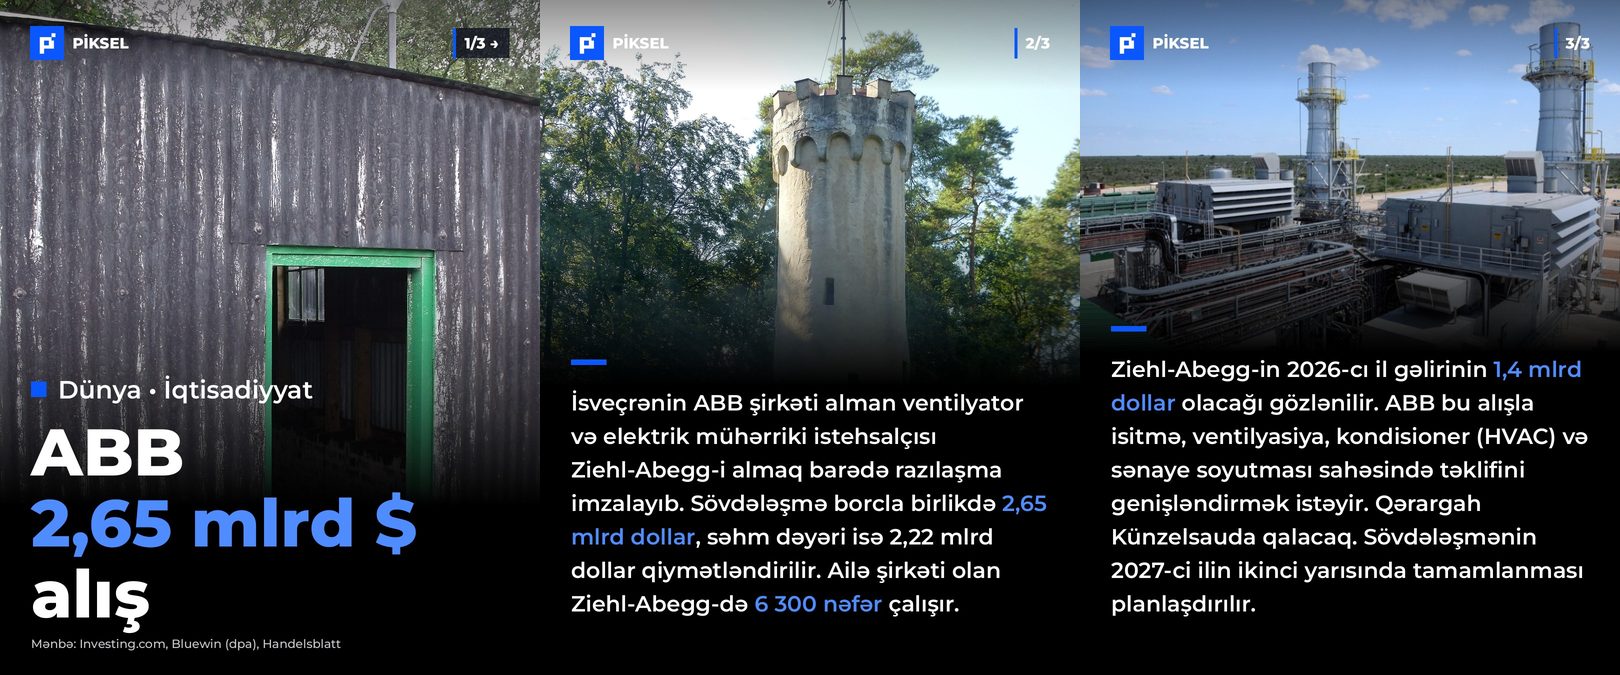 PİKSEL
1/3 →
Dünya • İqtisadiyyat
ABB
2,65 mlrd $
alış
Mənbə: Investing.com, Bluewin (dpa), Handelsblatt
PİKSEL
2/3
İsveçrənin ABB şirkəti alman ventilyator
və elektrik mühərriki istehsalçısı
Ziehl-Abegg-i almaq barədə razılaşma
imzalayıb. Sövdələşmə borcla birlikdə 2,65
mlrd dollar, səhm dəyəri isə 2,22 mlrd
dollar qiymətləndirilir. Ailə şirkəti olan
Ziehl-Abegg-də 6 300 nəfər çalışır.
PİKSEL
3/3
Ziehl-Abegg-in 2026-cı il gəlirinin 1,4 mlrd
dollar olacağı gözlənilir. ABB bu alışla
isitmə, ventilyasiya, kondisioner (HVAC) və
sənaye soyutması sahəsində təklifini
genişləndirmək istəyir. Qərargah
Künzelsauda qalacaq. Sövdələşmənin
2027-ci ilin ikinci yarısında tamamlanması
planlaşdırılır.